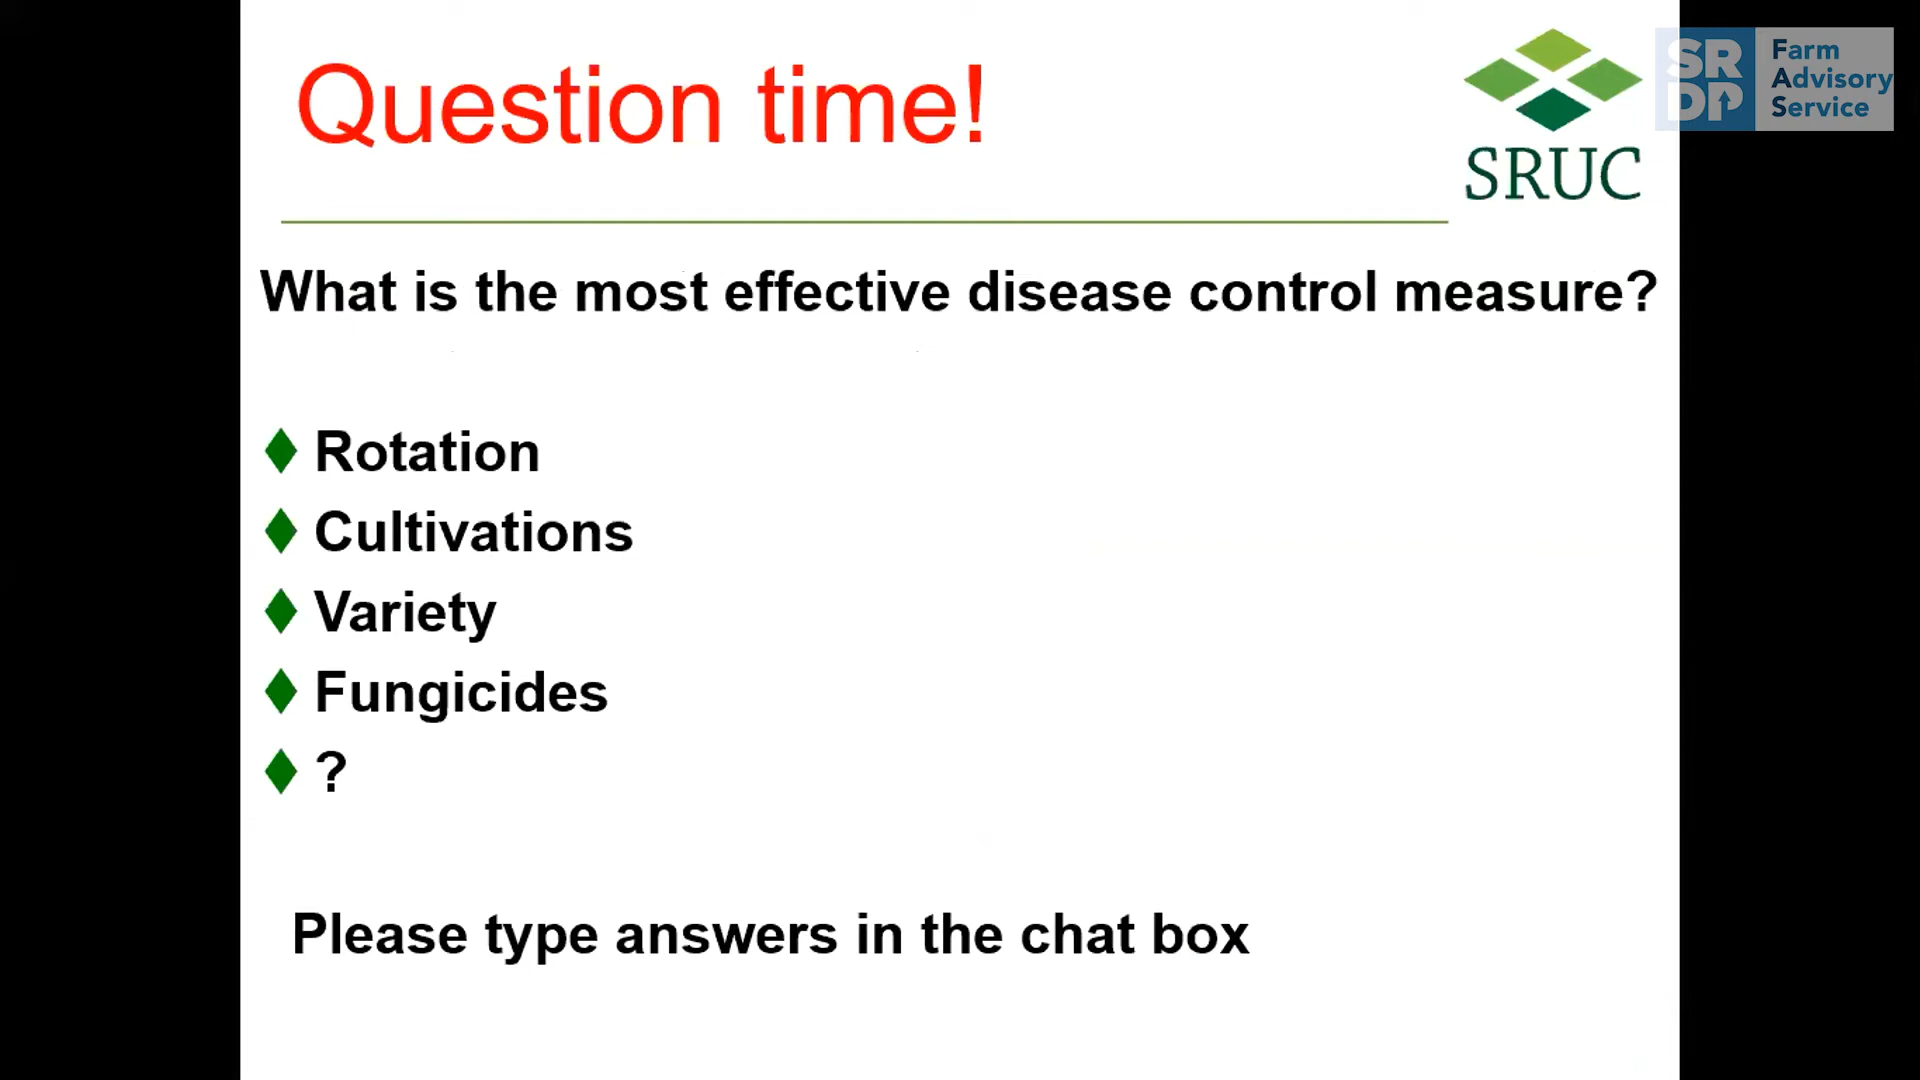 Question time!
SRUC
SR
DP
Farm
Advisory
Service
What is the most effective disease control measure?
Rotation
Cultivations
Variety
Fungicides
?
Please type answers in the chat box